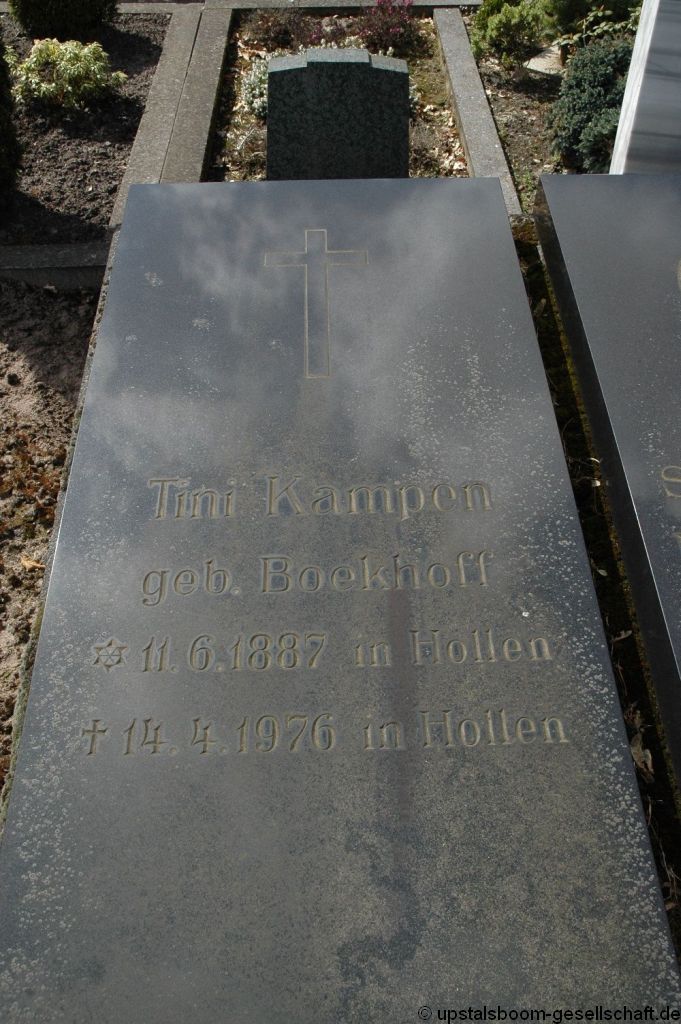 Tini Kampen
geb. Boekhoff
✡ 11.6.1887 in Hollen
† 14.4.1976 in Hollen
© upstalsboom-gesellschaft.de